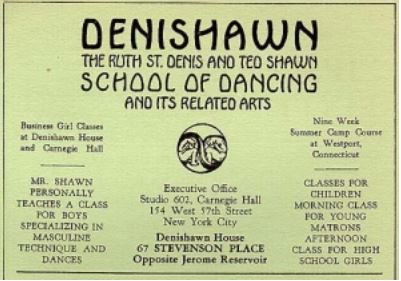 DENISHAWN
THE RUTH ST. DENIS AND TED SHAWN
SCHOOL OF DANCING
AND ITS RELATED ARTS
Business Girl Classes
at Denishawn House
and Carnegie Hall
MR. SHAWN
PERSONALLY
TEACHES A CLASS
FOR BOYS
SPECIALIZING IN
MASCULINE
TECHNIQUE AND
DANCES
Executive Office
Studio 602, Carnegie Hall
154 West 57th Street
New York City
Denishawn House
67 STEVENSON PLACE
Opposite Jerome Reservoir
Nine Week
Summer Camp Course
at Westport,
Connecticut
CLASSES FOR
CHILDREN
MORNING CLASS
FOR YOUNG
MATRONS
AFTERNOON
CLASS FOR HIGH
SCHOOL GIRLS